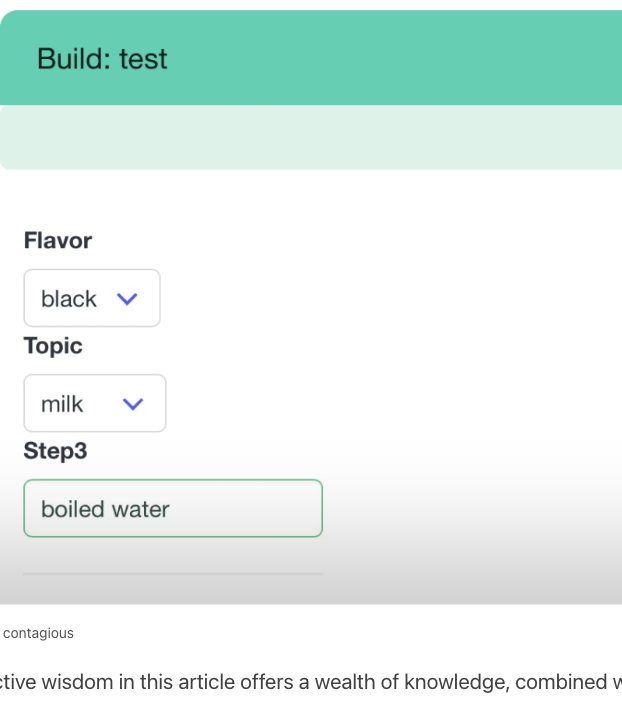 Build: test
Flavor
black
Topic
milk
Step3
boiled water
contagious
wisdom in this article offers a wealth of knowledge, combined